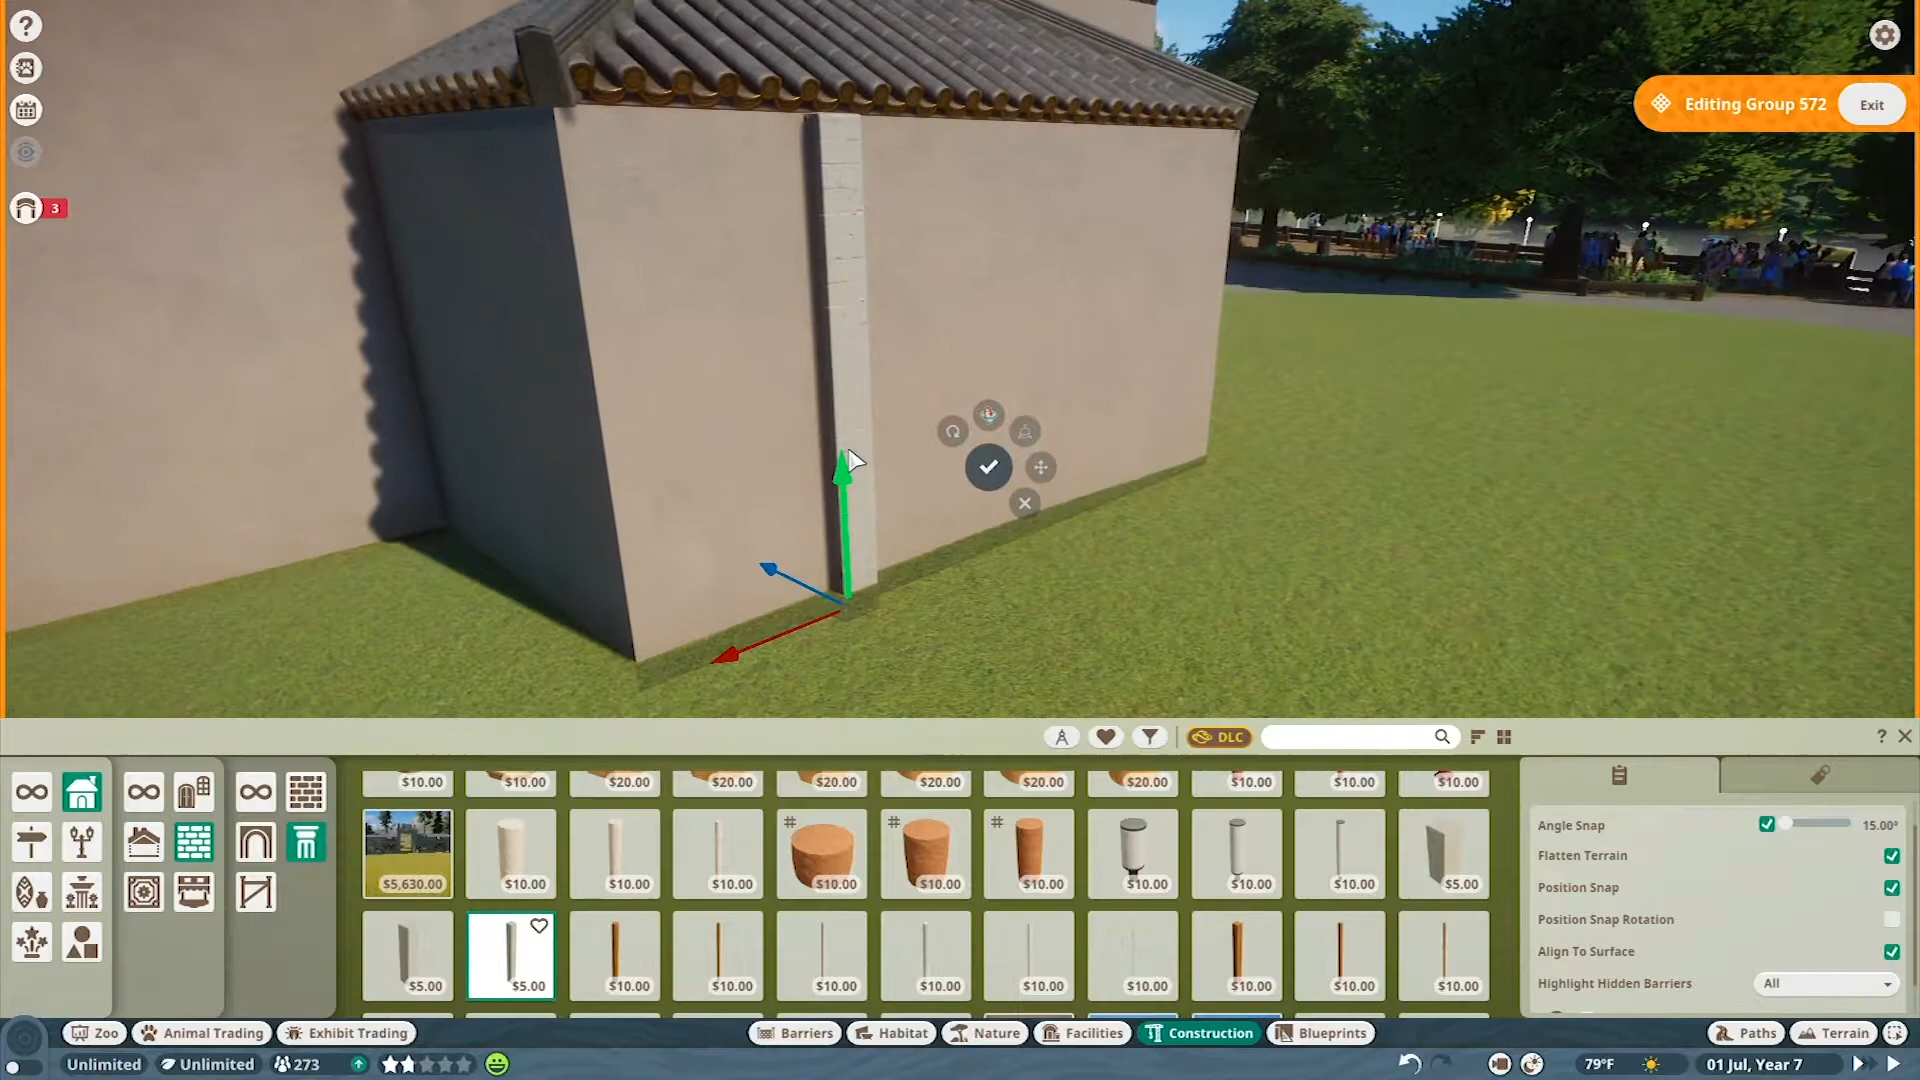 ?
Editing Group 572
Exit
3
DLC
?
$10.00 $10.00 $20.00 $20.00 $20.00 $20.00 $20.00 $20.00 $10.00 $10.00 $10.00
# # #
$5,630.00 $10.00 $10.00 $10.00 $10.00 $10.00 $10.00 $10.00 $10.00 $10.00 $5.00
$5.00 $5.00 $10.00 $10.00 $10.00 $10.00 $10.00 $10.00 $10.00 $10.00 $10.00
Angle Snap 15.00°
Flatten Terrain
Position Snap
Position Snap Rotation
Align To Surface
Highlight Hidden Barriers All
Zoo Animal Trading Exhibit Trading Barriers Habitat Nature Facilities Construction Blueprints Paths Terrain
Unlimited Unlimited 273 79°F 01 Jul, Year 7